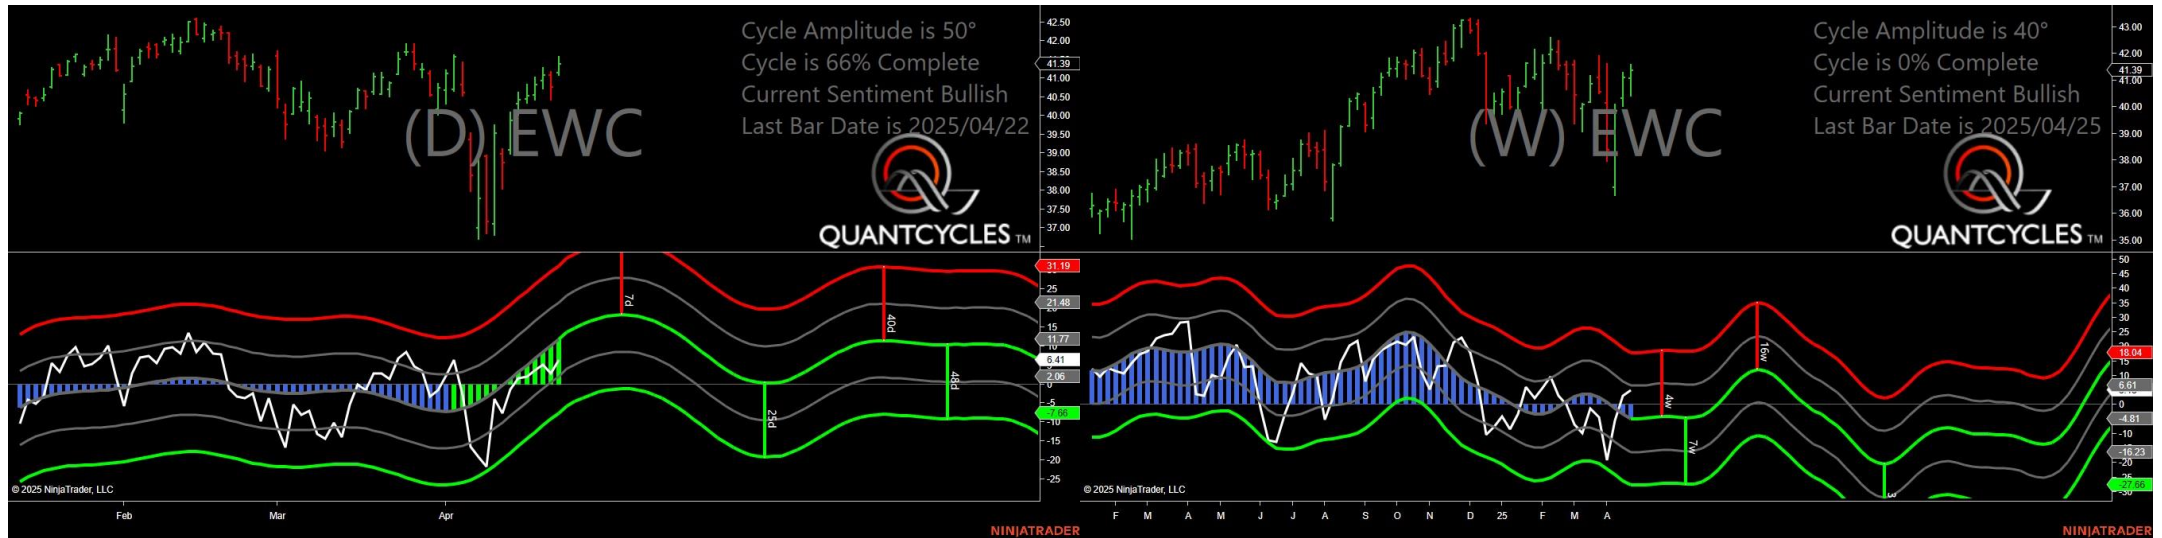 Cycle Amplitude is 50°
Cycle is 66% Complete
Current Sentiment Bullish
Last Bar Date is 2025/04/22
(D) EWC
QUANTCYCLES TM
42.50
42.00
41.39
41.00
40.50
40.00
39.50
39.00
38.50
38.00
37.50
37.00
31.19
25
21.48
15
11.77
6.41
2.06
-5
-7.66
-10
-15
-20
-25
7d
25d
40d
48d
© 2025 NinjaTrader, LLC
Feb Mar Apr
NINJATRADER
Cycle Amplitude is 40°
Cycle is 0% Complete
Current Sentiment Bullish
Last Bar Date is 2025/04/25
(W) EWC
QUANTCYCLES TM
43.00
42.00
41.39
41.00
40.00
39.00
38.00
37.00
36.00
35.00
50
45
40
35
30
25
20
18.04
10
6.61
0
-4.81
-10
-16.23
-20
-27.66
-30
4w
7w
16w
© 2025 NinjaTrader, LLC
F M A M J J A S O N D 25 F M A
NINJATRADER